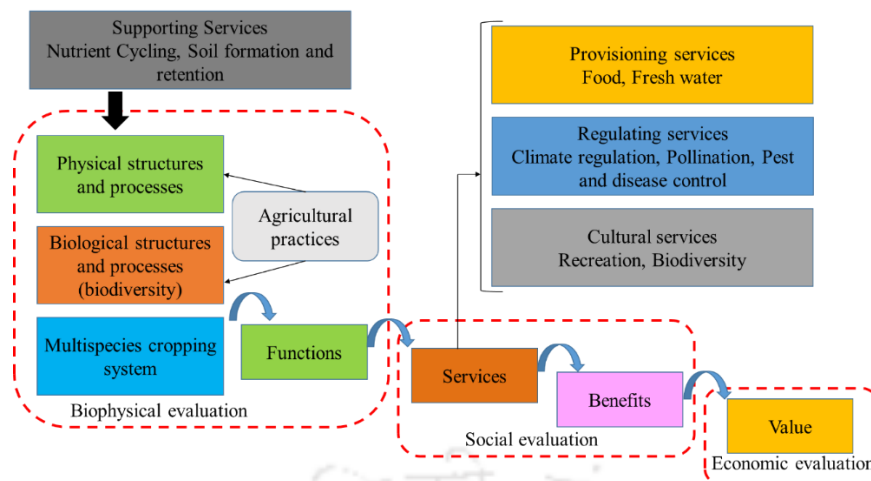 Supporting Services
Nutrient Cycling, Soil formation and
retention
Provisioning services
Food, Fresh water
Physical structures
and processes
Regulating services
Climate regulation, Pollination, Pest
and disease control
Agricultural
practices
Biological structures
and processes
(biodiversity)
Cultural services
Recreation, Biodiversity
Multispecies cropping
system
Functions
Biophysical evaluation
Services
Benefits
Social evaluation
Value
Economic evaluation